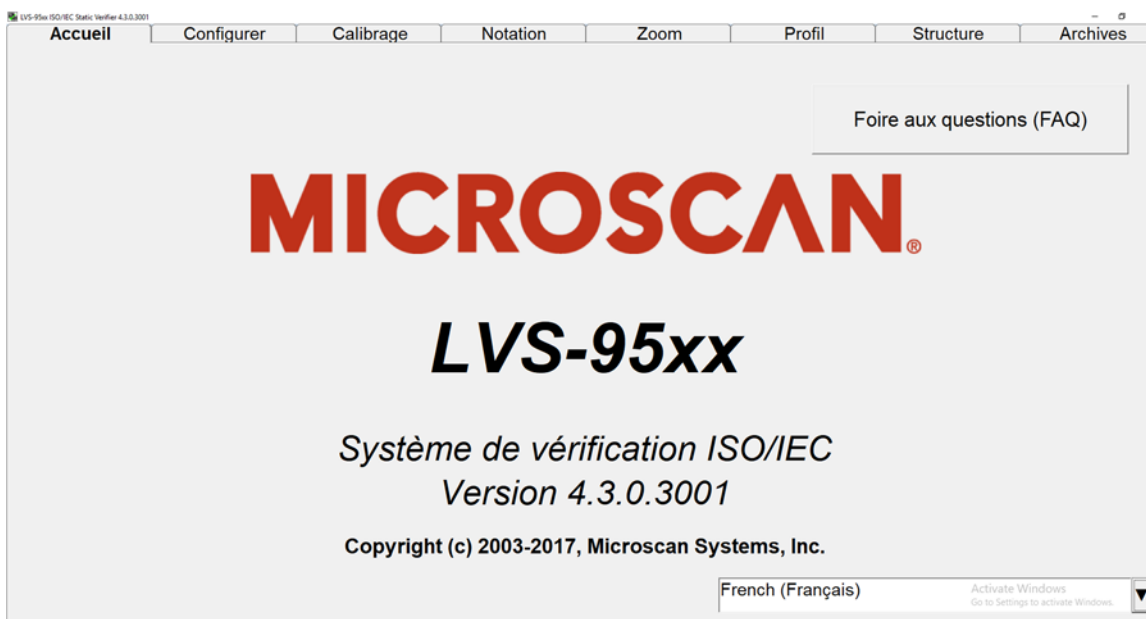 LVS-95xx ISO/IEC Static Verifier 4.3.0.3001
Accueil Configurer Calibrage Notation Zoom Profil Structure Archives
Foire aux questions (FAQ)
MICROSCAN®
LVS-95xx
Système de vérification ISO/IEC
Version 4.3.0.3001
Copyright (c) 2003-2017, Microscan Systems, Inc.
French (Français)
Activate Windows
Go to Settings to activate Windows.